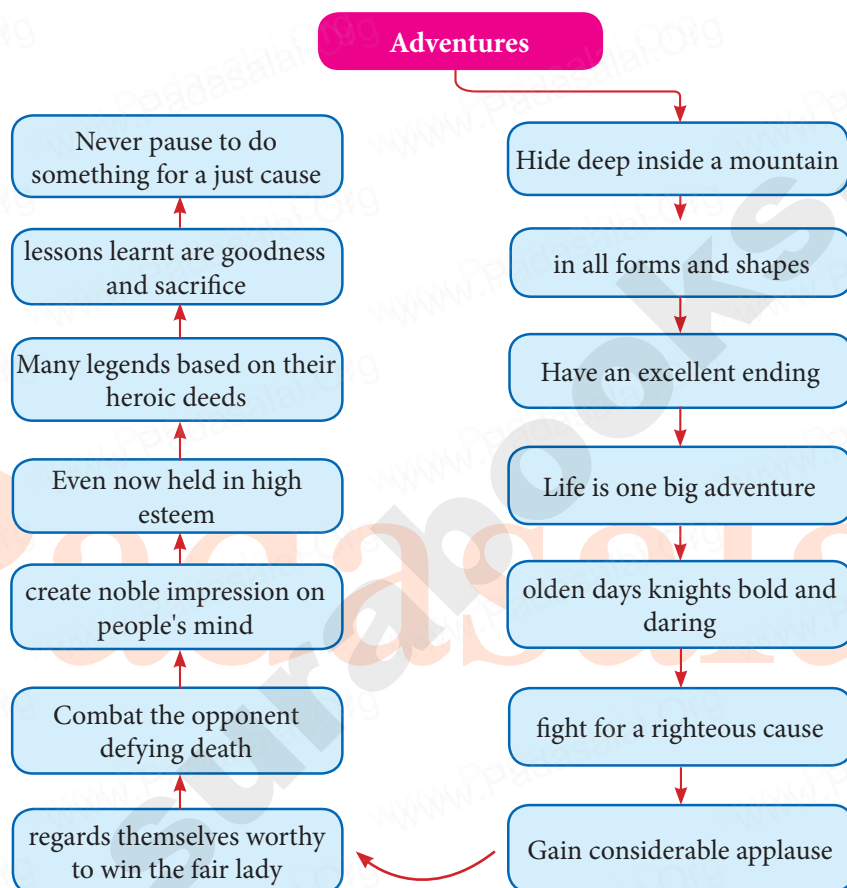 Adventures
Hide deep inside a mountain
in all forms and shapes
Have an excellent ending
Life is one big adventure
olden days knights bold and
daring
fight for a righteous cause
Gain considerable applause
regards themselves worthy
to win the fair lady
Combat the opponent
defying death
create noble impression on
people's mind
Even now held in high
esteem
Many legends based on their
heroic deeds
lessons learnt are goodness
and sacrifice
Never pause to do
something for a just cause